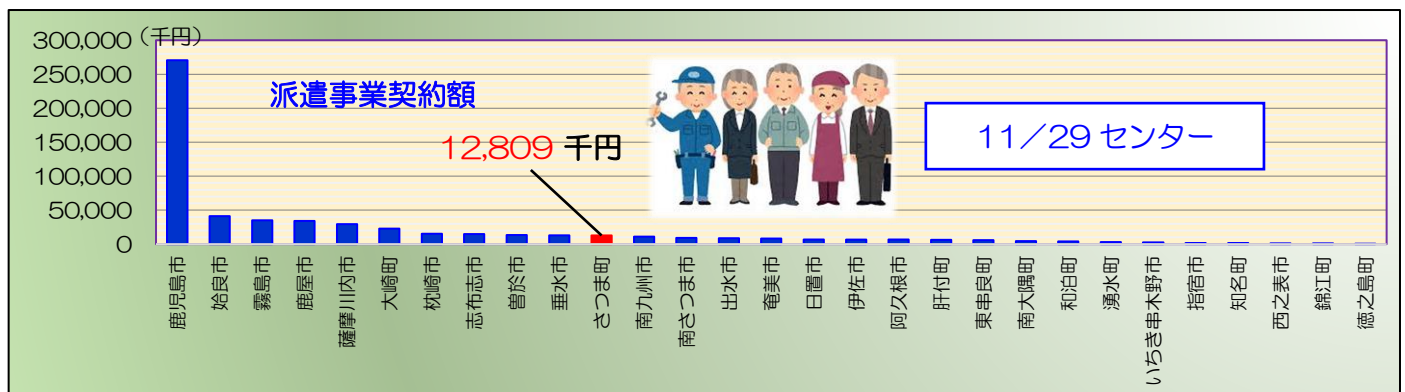 300,000（千円）
250,000
200,000
150,000
100,000
50,000
0
派遣事業契約額
12,809 千円
11／29 センター
鹿児島市
姶良市
霧島市
鹿屋市
薩摩川内市
大崎町
枕崎市
志布志市
曽於市
垂水市
さつま町
南九州市
南さつま市
出水市
奄美市
日置市
伊佐市
阿久根市
肝付町
東串良町
南大隅町
和泊町
湧水町
いちき串木野市
指宿市
知名町
西之表市
錦江町
徳之島町